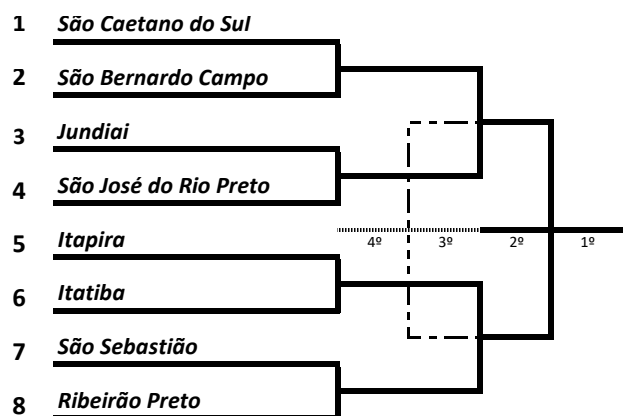 1 São Caetano do Sul
2 São Bernardo Campo
3 Jundiai
4 São José do Rio Preto
4º 3º 2º 1º
5 Itapira
6 Itatiba
7 São Sebastião
8 Ribeirão Preto